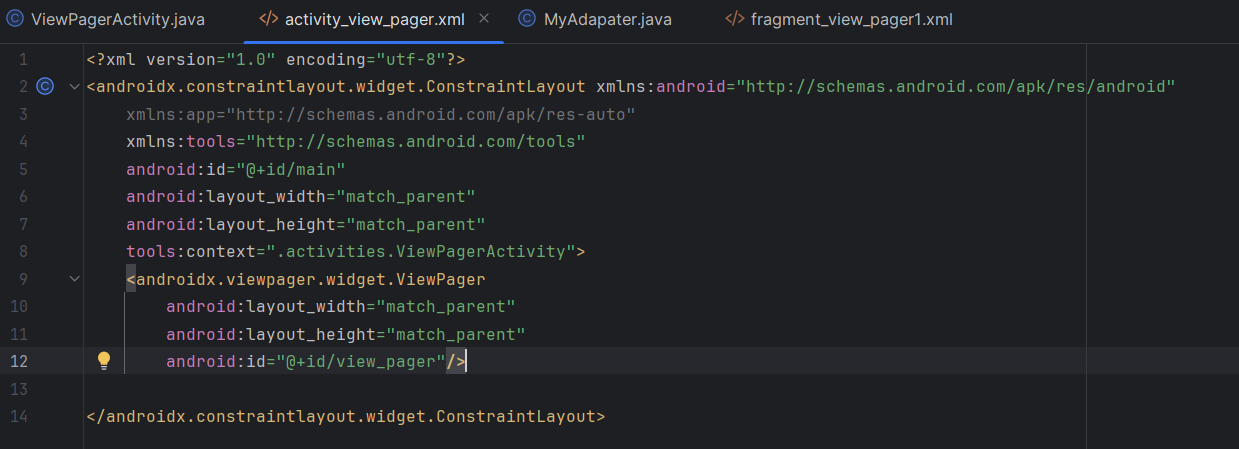 ViewPagerActivity.java </> activity_view_pager.xml × MyAdapater.java </> fragment_view_pager1.xml
1 <?xml version="1.0" encoding="utf-8"?>
2 <androidx.constraintlayout.widget.ConstraintLayout xmlns:android="http://schemas.android.com/apk/res/android"
3 xmlns:app="http://schemas.android.com/apk/res-auto"
4 xmlns:tools="http://schemas.android.com/tools"
5 android:id="@+id/main"
6 android:layout_width="match_parent"
7 android:layout_height="match_parent"
8 tools:context=".activities.ViewPagerActivity">
9 <androidx.viewpager.widget.ViewPager
10 android:layout_width="match_parent"
11 android:layout_height="match_parent"
12 android:id="@+id/view_pager"/>
13
14 </androidx.constraintlayout.widget.ConstraintLayout>